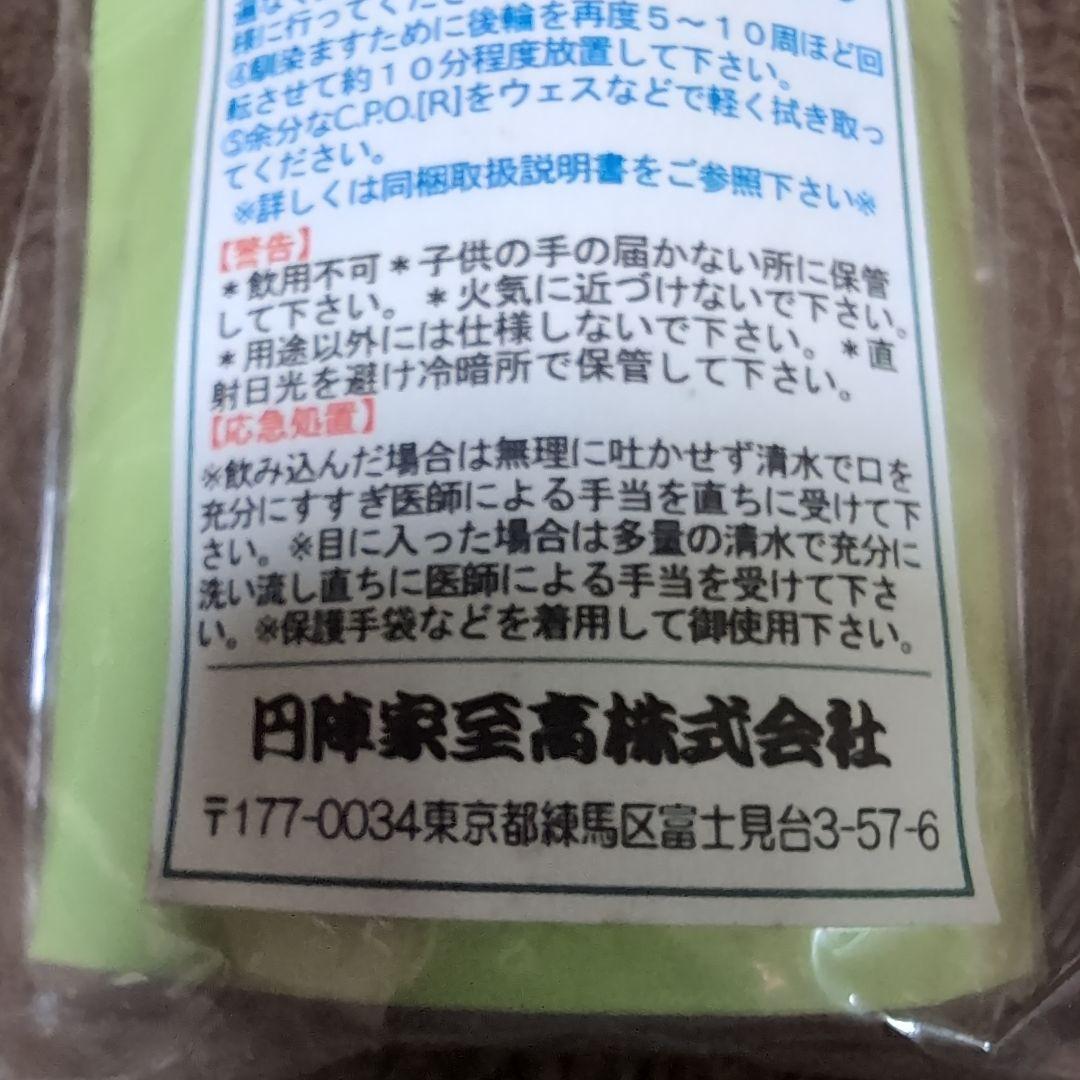 様に行ってくださ
④馴染ますために後輪を再度５～１０周ほど回
転させて約１０分程度放置して下さい。
⑤余分なC.P.O.[R]をウェスなどで軽く拭き取っ
てください。
※詳しくは同梱取扱説明書をご参照下さい※
【警告】
＊飲用不可＊子供の手の届かない所に保管
して下さい。＊火気に近づけないで下さい。
＊用途以外には仕様しないで下さい。＊直
射日光を避け冷暗所で保管して下さい。
【応急処置】
※飲み込んだ場合は無理に吐かせず清水で口を
充分にすすぎ医師による手当を直ちに受けて下
さい。※目に入った場合は多量の清水で充分に
洗い流し直ちに医師による手当を受けて下さ
い。※保護手袋などを着用して御使用下さい。
円陣家至高株式会社
〒177-0034東京都練馬区富士見台3-57-6